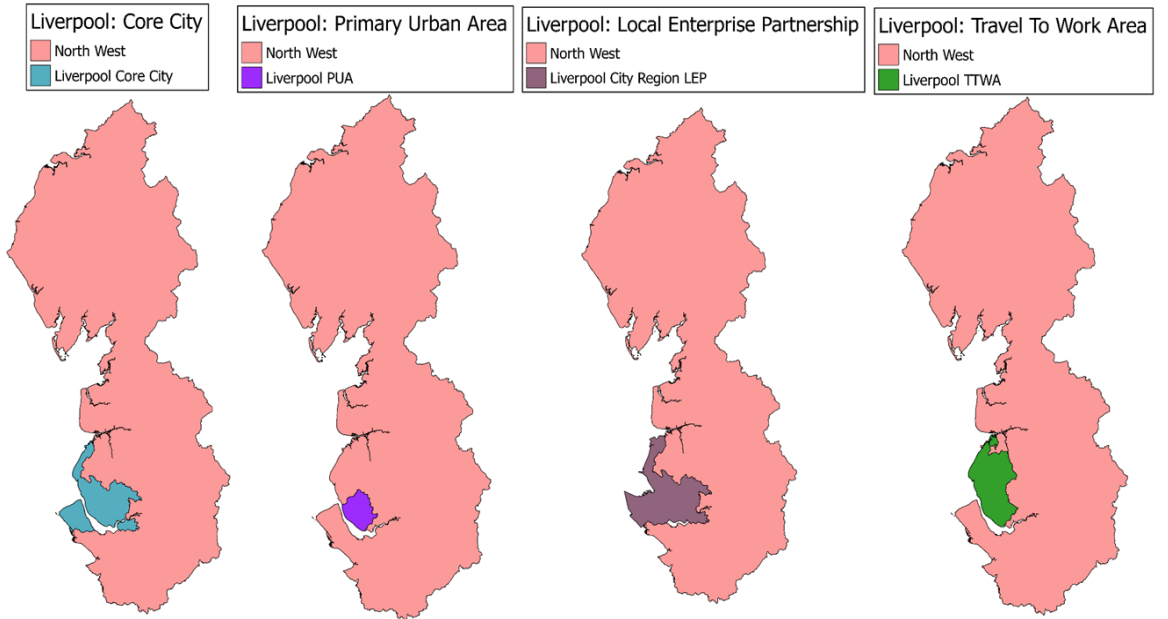 Liverpool: Core City
North West
Liverpool Core City
Liverpool: Primary Urban Area
North West
Liverpool PUA
Liverpool: Local Enterprise Partnership
North West
Liverpool City Region LEP
Liverpool: Travel To Work Area
North West
Liverpool TTWA